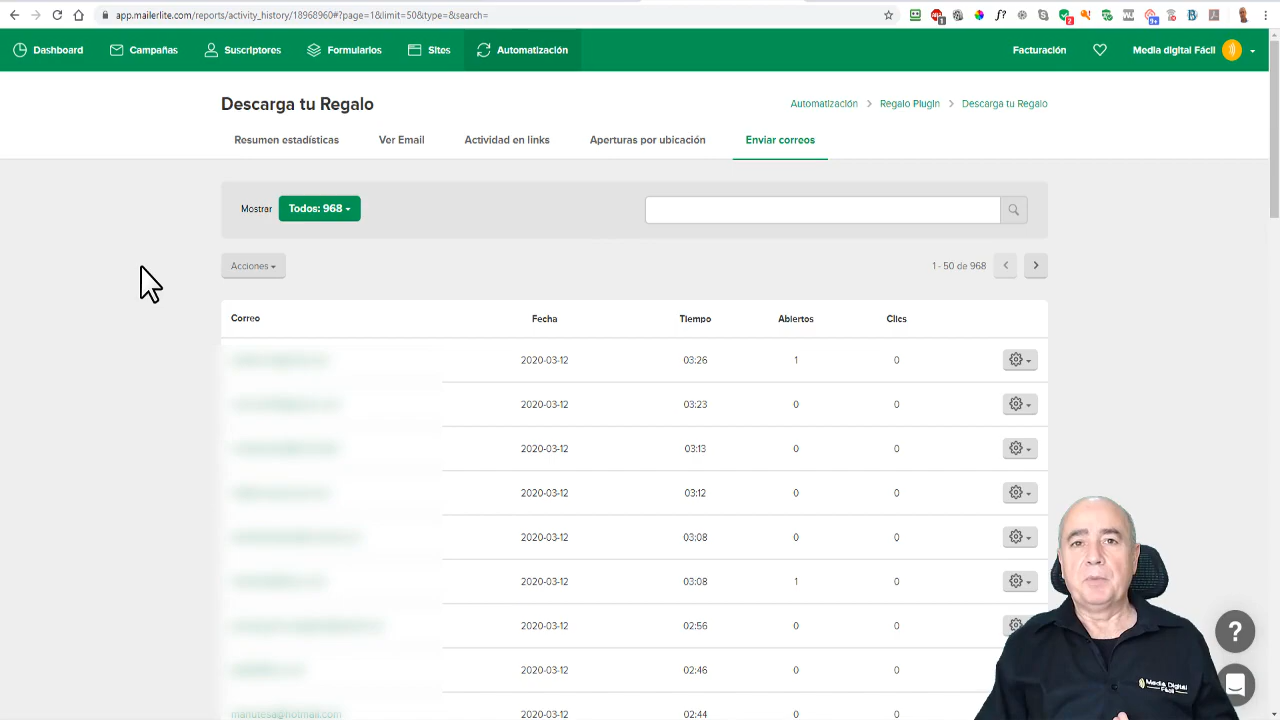 app.mailerlite.com/reports/activity_history/18968960#?page=1&limit=50&type=&search=
Dashboard Campañas Suscriptores Formularios Sites Automatización Facturación Media digital Fácil
Descarga tu Regalo
Automatización > Regalo Plugin > Descarga tu Regalo
Resumen estadísticas Ver Email Actividad en links Aperturas por ubicación Enviar correos
Mostrar Todos: 968
Acciones 1 - 50 de 968
Correo Fecha Tiempo Abiertos Clics
2020-03-12 03:26 1 0
2020-03-12 03:23 0 0
2020-03-12 03:13 0 0
2020-03-12 03:12 0 0
2020-03-12 03:08 0 0
2020-03-12 03:08 1 0
2020-03-12 02:56 0 0
2020-03-12 02:46 0 0
manutesa@hotmail.com 2020-03-12 02:44 0 0
?
Media Digital
Fácil